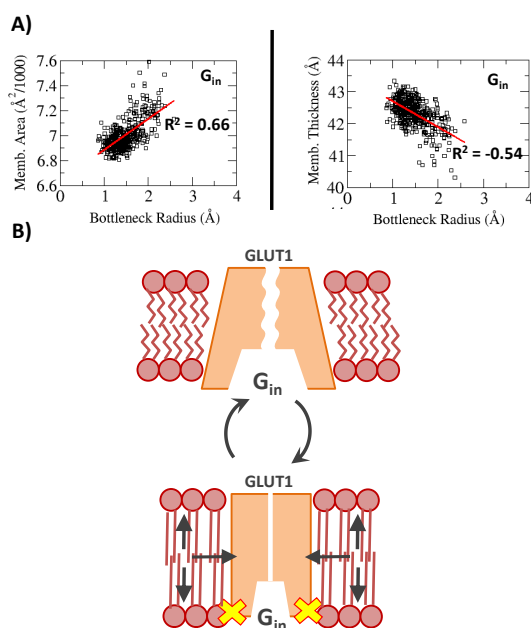 A)
7.6
7.4
7.2
7
6.8
6.6
Memb. Area (Å²/1000)
G_in
R² = 0.66
0 1 2 3 4
Bottleneck Radius (Å)
44
43
42
41
40
Memb. Thickness (Å)
G_in
R² = -0.54
0 1 2 3 4
Bottleneck Radius (Å)
B)
GLUT1
G_in
GLUT1
G_in